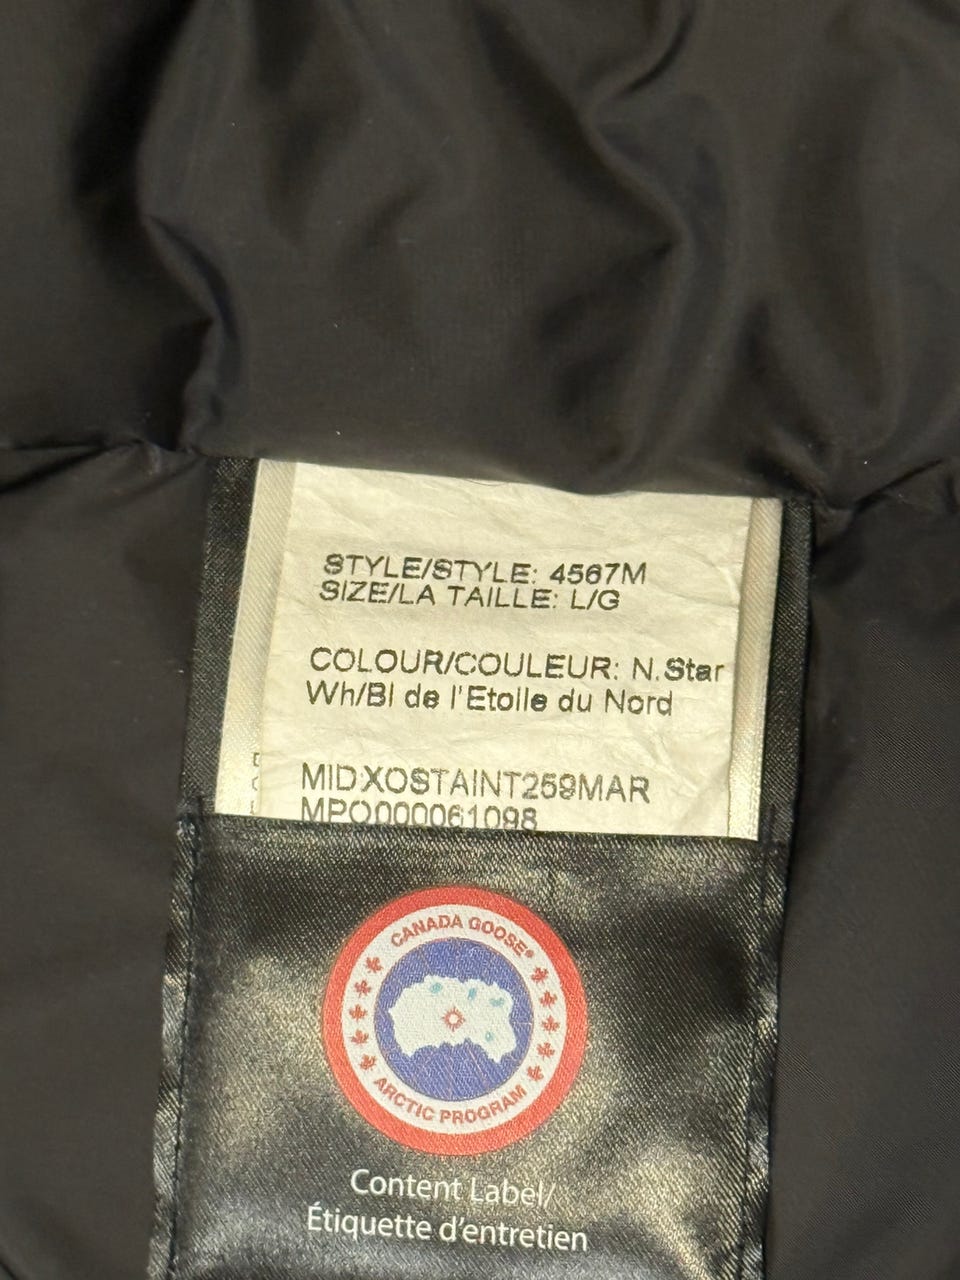 STYLE/STYLE: 4567M
SIZE/LA TAILLE: L/G
COLOUR/COULEUR: N.Star
Wh/Bl de l'Etoile du Nord
MIDXOSTAINT259MAR
MPO000061098
CANADA GOOSE®
ARCTIC PROGRAM
Content Label/
Étiquette d'entretien